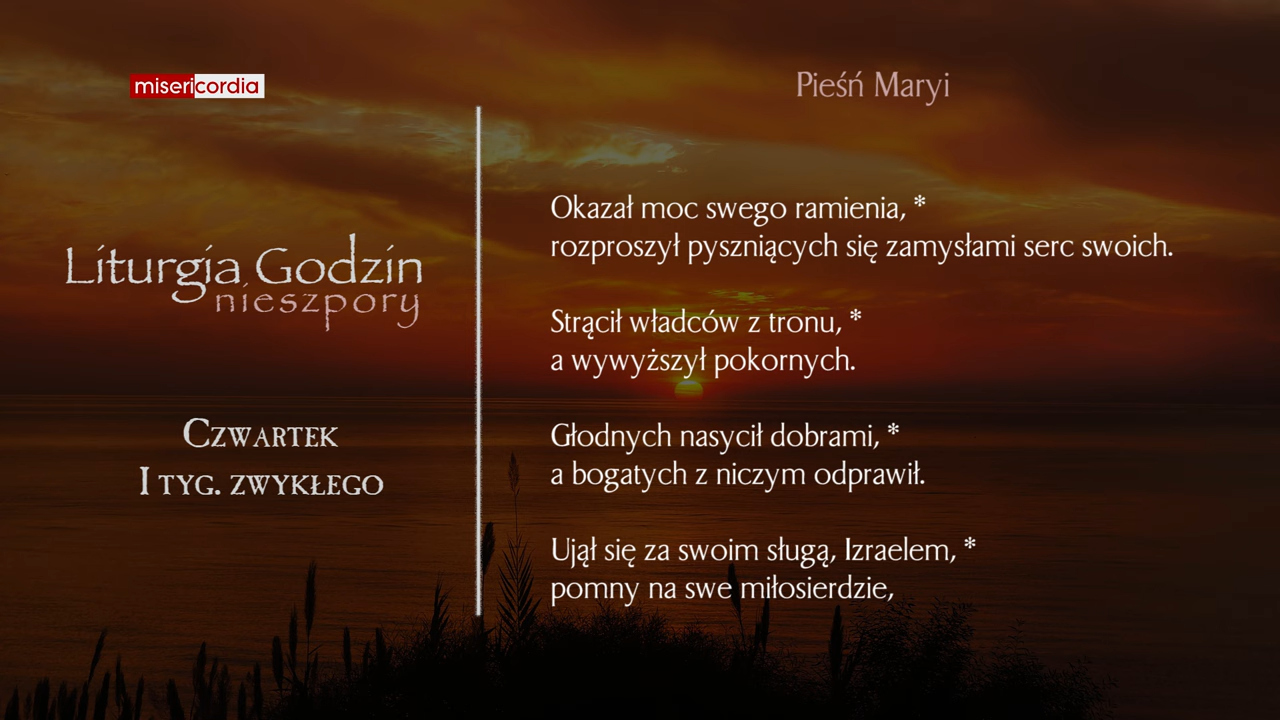 misericordia
Liturgia Godzin
nieszpory
Czwartek
I tyg. zwykłego
Pieśń Maryi
Okazał moc swego ramienia, *
rozproszył pyszniących się zamysłami serc swoich.
Strącił władców z tronu, *
a wywyższył pokornych.
Głodnych nasycił dobrami, *
a bogatych z niczym odprawił.
Ujął się za swoim sługą, Izraelem, *
pomny na swe miłosierdzie,